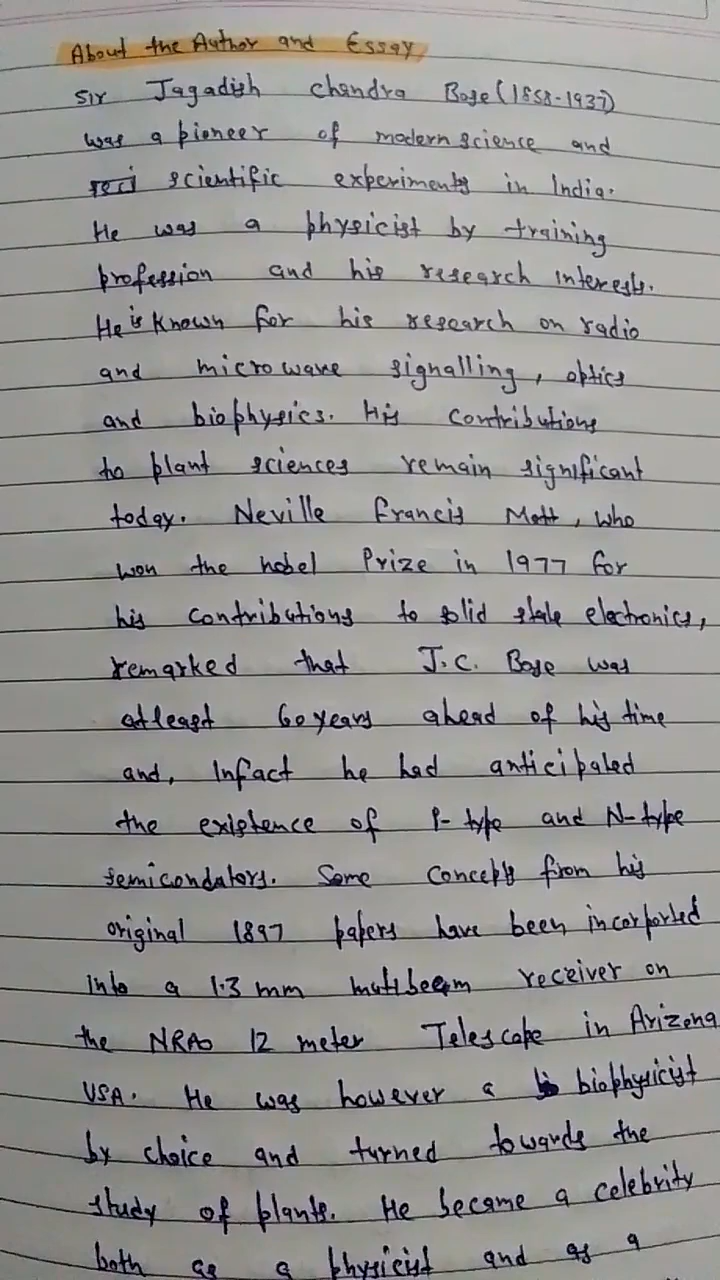 About the Author and Essay
Sir Jagadish chandra Bose (1858-1937)
was a pioneer of modern science and
scientific experiments in India.
He was a physicist by training
profession and his research interests.
He is known for his research on radio
and microwave signalling, optics
and biophysics. His contributions
to plant sciences remain significant
today. Neville Francis Mott, who
won the nobel Prize in 1977 for
his contributions to solid state electronics,
remarked that J.C. Bose was
atleast 60 years ahead of his time
and, Infact he had anticipated
the existence of P-type and N-type
semicondators. Some concepts from his
original 1897 papers have been incorported
into a 1.3 mm multibeam receiver on
the NRAO 12 meter Telescope in Arizona
USA. He was however a biophysicist
by choice and turned towards the
study of plants. He became a celebrity
both as a physicist and as a